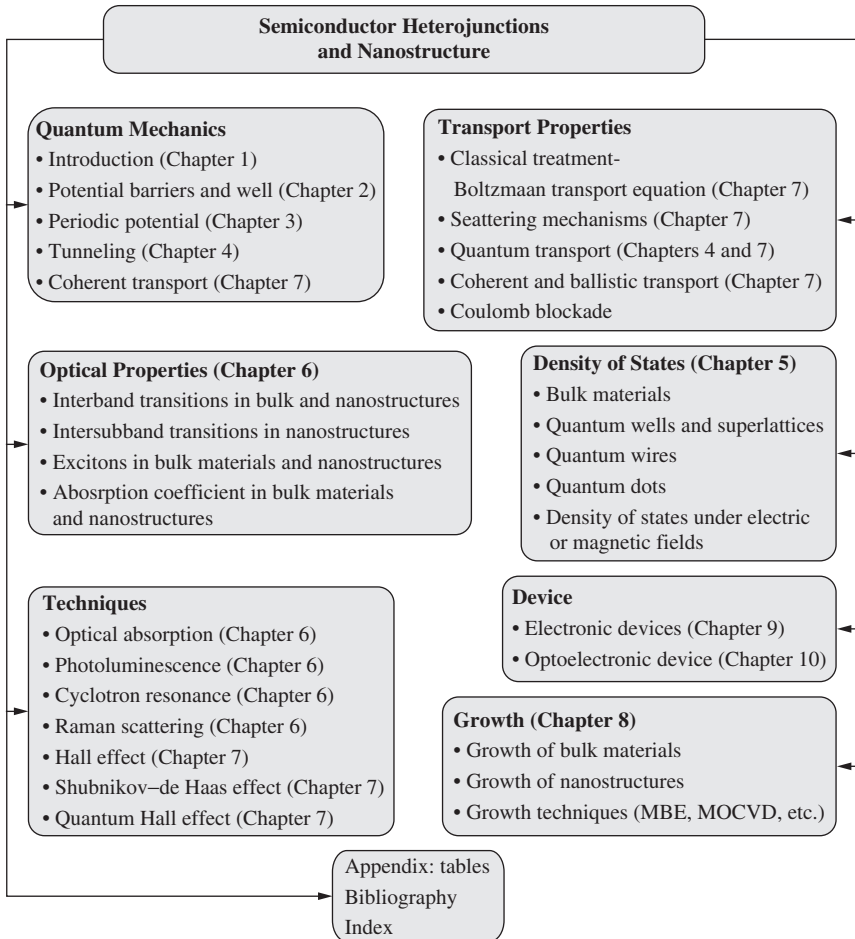 Semiconductor Heterojunctions
and Nanostructure
Quantum Mechanics
• Introduction (Chapter 1)
• Potential barriers and well (Chapter 2)
• Periodic potential (Chapter 3)
• Tunneling (Chapter 4)
• Coherent transport (Chapter 7)
Transport Properties
• Classical treatment-
Boltzmaan transport equation (Chapter 7)
• Seattering mechanisms (Chapter 7)
• Quantum transport (Chapters 4 and 7)
• Coherent and ballistic transport (Chapter 7)
• Coulomb blockade
Optical Properties (Chapter 6)
• Interband transitions in bulk and nanostructures
• Intersubband transitions in nanostructures
• Excitons in bulk materials and nanostructures
• Abosrption coefficient in bulk materials
and nanostructures
Density of States (Chapter 5)
• Bulk materials
• Quantum wells and superlattices
• Quantum wires
• Quantum dots
• Density of states under electric
or magnetic fields
Techniques
• Optical absorption (Chapter 6)
• Photoluminescence (Chapter 6)
• Cyclotron resonance (Chapter 6)
• Raman scattering (Chapter 6)
• Hall effect (Chapter 7)
• Shubnikov−de Haas effect (Chapter 7)
• Quantum Hall effect (Chapter 7)
Device
• Electronic devices (Chapter 9)
• Optoelectronic device (Chapter 10)
Growth (Chapter 8)
• Growth of bulk materials
• Growth of nanostructures
• Growth techniques (MBE, MOCVD, etc.)
Appendix: tables
Bibliography
Index